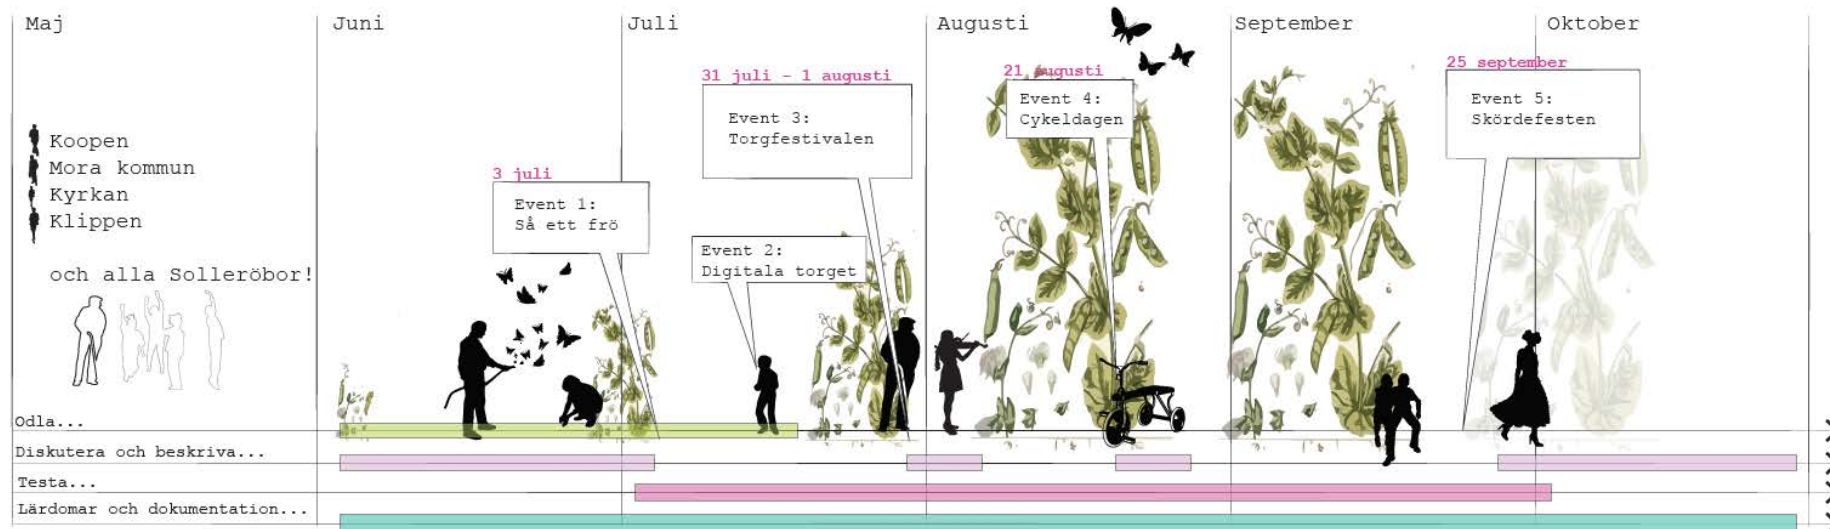 Maj
Juni
Juli
Augusti
September
Oktober
31 juli - 1 augusti
21 augusti
25 september
3 juli
Koopen
Mora kommun
Kyrkan
Klippen
och alla Solleröbor!
Event 1:
Så ett frö
Event 2:
Digitala torget
Event 3:
Torgfestivalen
Event 4:
Cykeldagen
Event 5:
Skördefesten
Odla...
Diskutera och beskriva...
Testa...
Lärdomar och dokumentation...